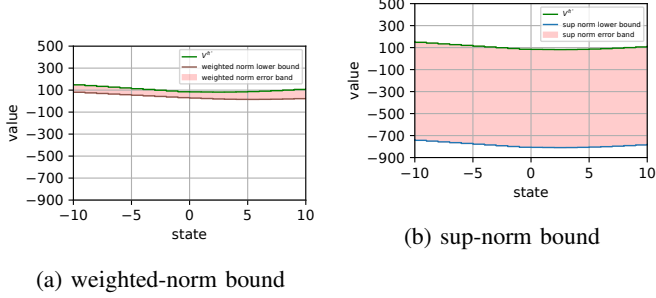 500
300
100
−100
−300
−500
−700
−900
value
−10
−5
0
5
10
state
weighted norm lower bound
weighted norm error band
(a) weighted-norm bound
500
300
100
−100
−300
−500
−700
−900
value
−10
−5
0
5
10
state
sup norm lower bound
sup norm error band
(b) sup-norm bound